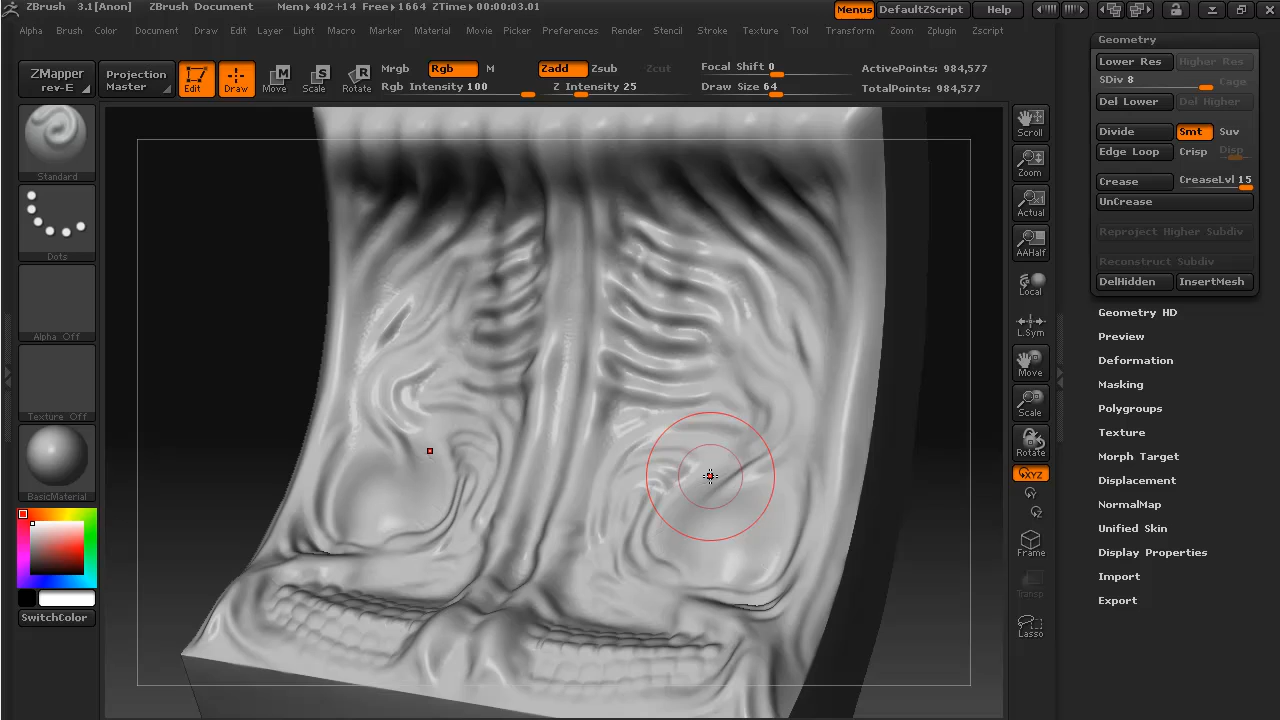 ZBrush 3.1[Anon] ZBrush Document Mem▸402+14 Free▸1664 ZTime▸00:00:03.01 Menus DefaultZScript Help
Alpha Brush Color Document Draw Edit Layer Light Macro Marker Material Movie Picker Preferences Render Stencil Stroke Texture Tool Transform Zoom Zplugin Zscript
ZMapper
rev-E
Projection
Master
Edit
Draw
Move
Scale
Rotate
Mrgb Rgb M
Rgb Intensity 100
Zadd Zsub Zcut
Z Intensity 25
Focal Shift 0
Draw Size 64
ActivePoints: 984,577
TotalPoints: 984,577
Standard
Dots
Alpha Off
Texture Off
BasicMaterial
SwitchColor
Scroll
Zoom
Actual
AAHalf
Local
L.Sym
Move
Scale
Rotate
XYZ
Y
Z
Frame
Transp
Lasso
Geometry
Lower Res Higher Res
SDiv 8 Cage
Del Lower Del Higher
Divide Smt Suv
Edge Loop Crisp Disp
Crease CreaseLvl 15
UnCrease
Reproject Higher Subdiv
Reconstruct Subdiv
DelHidden InsertMesh
Geometry HD
Preview
Deformation
Masking
Polygroups
Texture
Morph Target
Displacement
NormalMap
Unified Skin
Display Properties
Import
Export